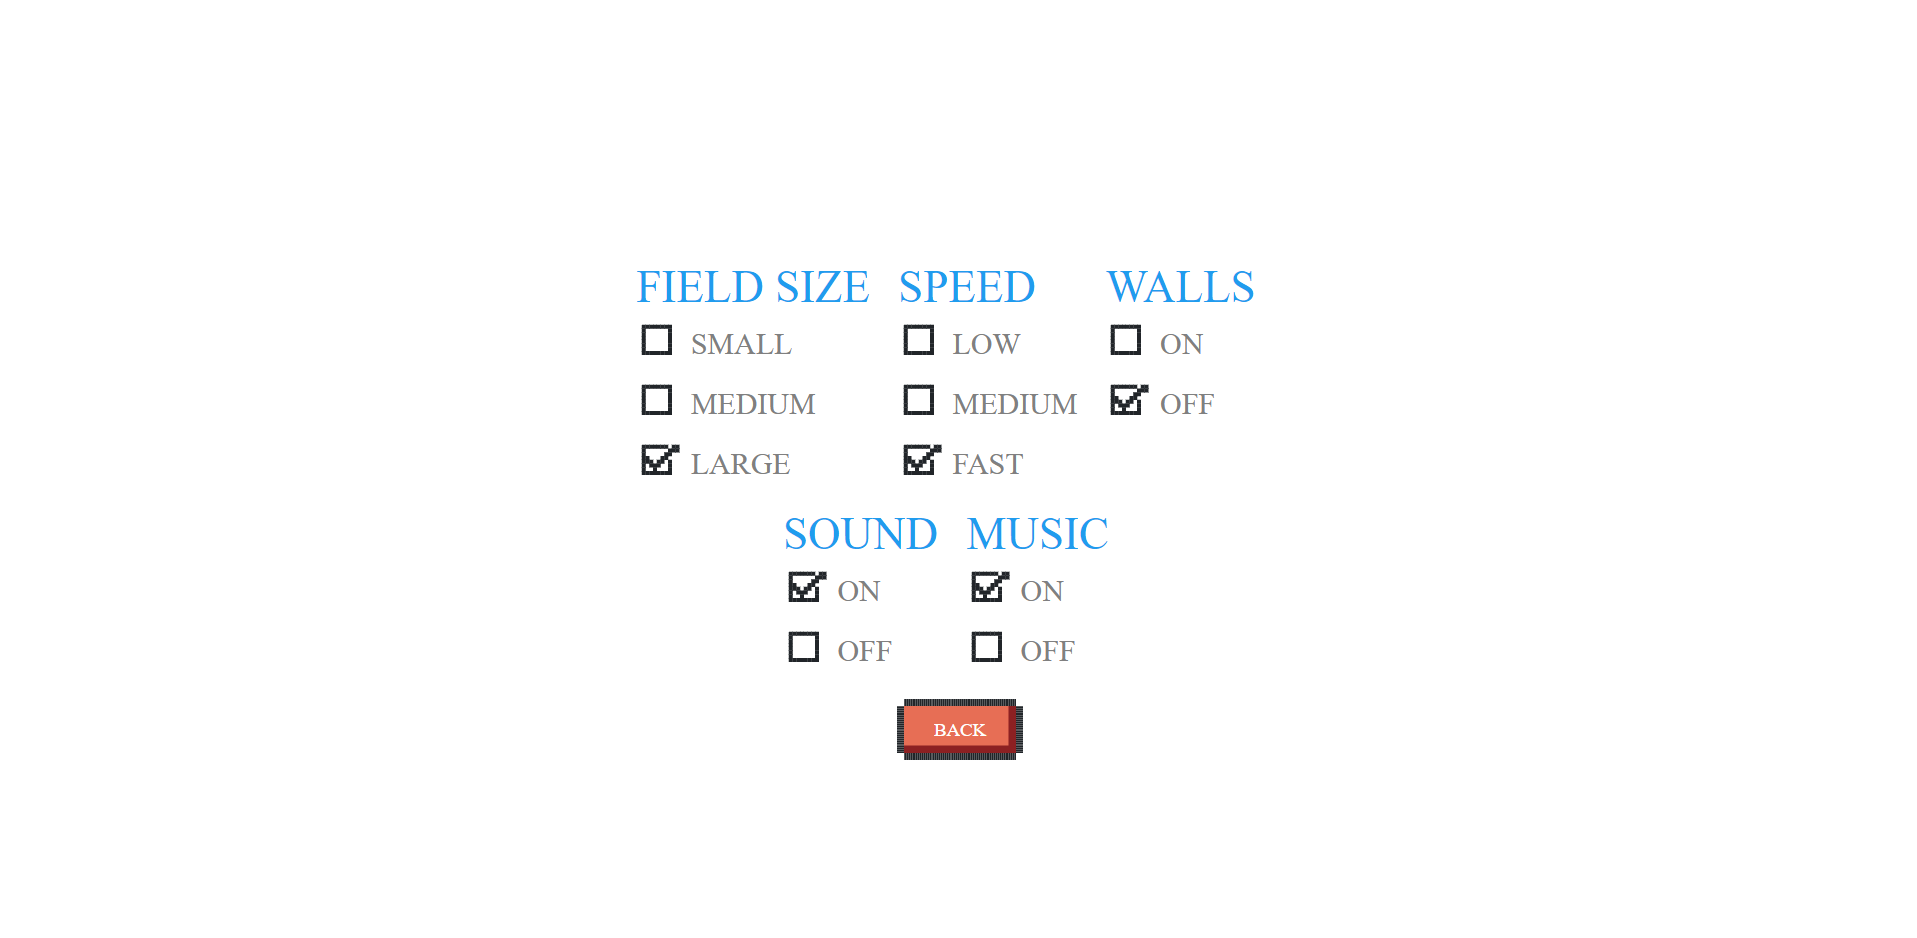 FIELD SIZE SPEED WALLS
SMALL LOW ON
MEDIUM MEDIUM OFF
LARGE FAST
SOUND MUSIC
ON ON
OFF OFF
BACK